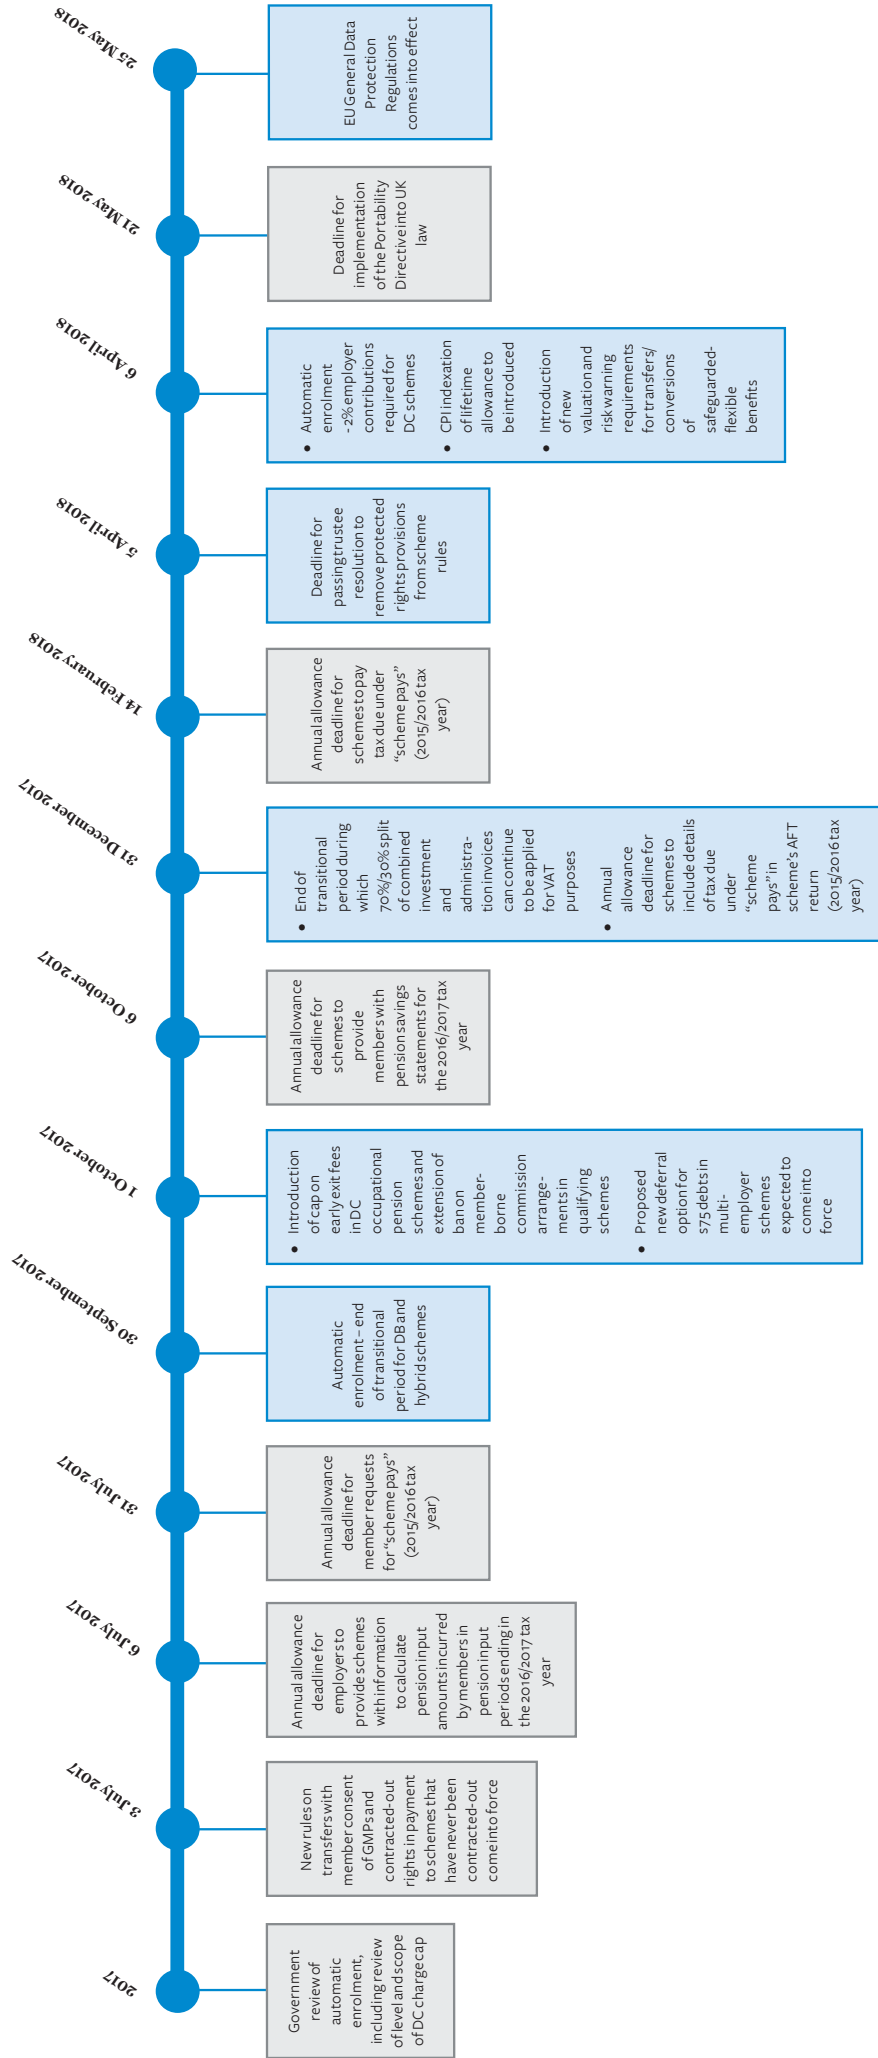 2017
Government
review of
automatic
enrolment,
including review
of level and scope
of DC charge cap
3 July 2017
New rules on
transfers with
member consent
of GMPs and
contracted-out
rights in payment
to schemes that
have never been
contracted-out
come into force
6 July 2017
Annual allowance
deadline for
employers to
provide schemes
with information
to calculate
pension input
amounts incurred
by members in
pension input
periods ending in
the 2016/2017 tax
year
31 July 2017
Annual allowance
deadline for
member requests
for “scheme pays”
(2015/2016 tax
year)
30 September 2017
Automatic
enrolment – end
of transitional
period for DB and
hybrid schemes
1 October 2017
• Introduction
of cap on
early exit fees
in DC
occupational
pension
schemes and
extension of
ban on
member-
borne
commission
arrange-
ments in
qualifying
schemes
• Proposed
new deferral
option for
s75 debts in
multi-
employer
schemes
expected to
come into
force
6 October 2017
Annual allowance
deadline for
schemes to
provide
members with
pension savings
statements for
the 2016/2017 tax
year
31 December 2017
• End of
transitional
period during
which
70%/30% split
of combined
investment
and
administra-
tion invoices
can continue
to be applied
for VAT
purposes
• Annual
allowance
deadline for
schemes to
include details
of tax due
under
“scheme
pays” in
scheme's AFT
return
(2015/2016 tax
year)
14 February 2018
Annual allowance
deadline for
schemes to pay
tax due under
“scheme pays”
(2015/2016 tax
year)
5 April 2018
Deadline for
passing trustee
resolution to
remove protected
rights provisions
from scheme
rules
6 April 2018
• Automatic
enrolment
- 2% employer
contributions
required for
DC schemes
• CPI indexation
of lifetime
allowance to
be introduced
• Introduction
of new
valuation and
risk warning
requirements
for transfers/
conversions
of
safeguarded-
flexible
benefits
21 May 2018
Deadline for
implementation
of the Portability
Directive into UK
law
25 May 2018
EU General Data
Protection
Regulations
comes into effect